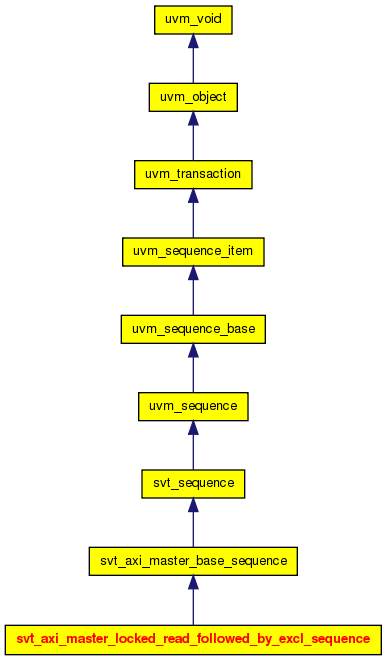 uvm_void
uvm_object
uvm_transaction
uvm_sequence_item
uvm_sequence_base
uvm_sequence
svt_sequence
svt_axi_master_base_sequence
svt_axi_master_locked_read_followed_by_excl_sequence